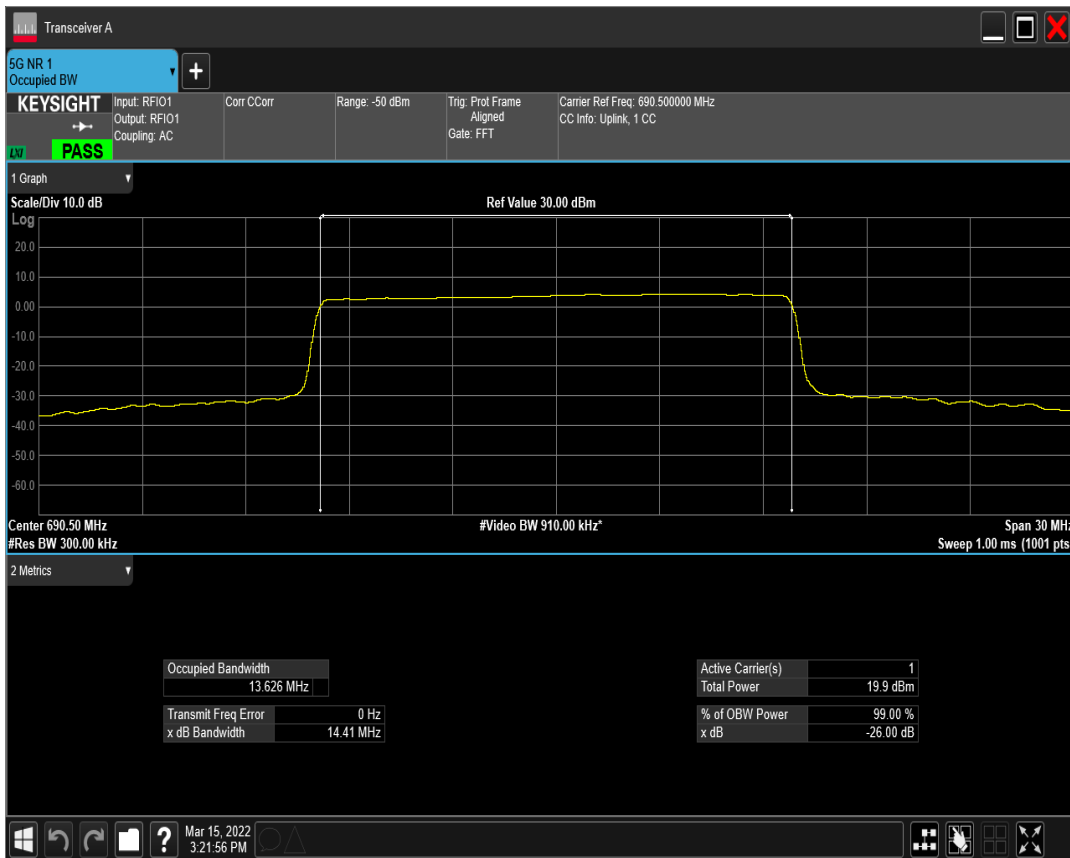 Transceiver A
5G NR 1
Occupied BW
KEYSIGHT
LXI
PASS
Input: RFIO1
Output: RFIO1
Coupling: AC
Corr CCorr
Range: -50 dBm
Trig: Prot Frame
Aligned
Gate: FFT
Carrier Ref Freq: 690.500000 MHz
CC Info: Uplink, 1 CC
1 Graph
Scale/Div 10.0 dB
Ref Value 30.00 dBm
Log
20.0
10.0
0.00
-10.0
-20.0
-30.0
-40.0
-50.0
-60.0
Center 690.50 MHz
#Video BW 910.00 kHz*
Span 30 MHz
#Res BW 300.00 kHz
Sweep 1.00 ms (1001 pts
2 Metrics
Occupied Bandwidth
13.626 MHz
Transmit Freq Error 0 Hz
x dB Bandwidth 14.41 MHz
Active Carrier(s) 1
Total Power 19.9 dBm
% of OBW Power 99.00 %
x dB -26.00 dB
?
Mar 15, 2022
3:21:56 PM